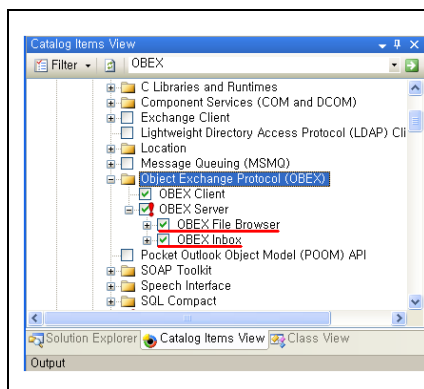 Catalog Items View
Filter OBEX
C Libraries and Runtimes
Component Services (COM and DCOM)
Exchange Client
Lightweight Directory Access Protocol (LDAP) Cli
Location
Message Queuing (MSMQ)
Object Exchange Protocol (OBEX)
OBEX Client
OBEX Server
OBEX File Browser
OBEX Inbox
Pocket Outlook Object Model (POOM) API
SOAP Toolkit
Speech Interface
SQL Compact
Solution Explorer Catalog Items View Class View
Output